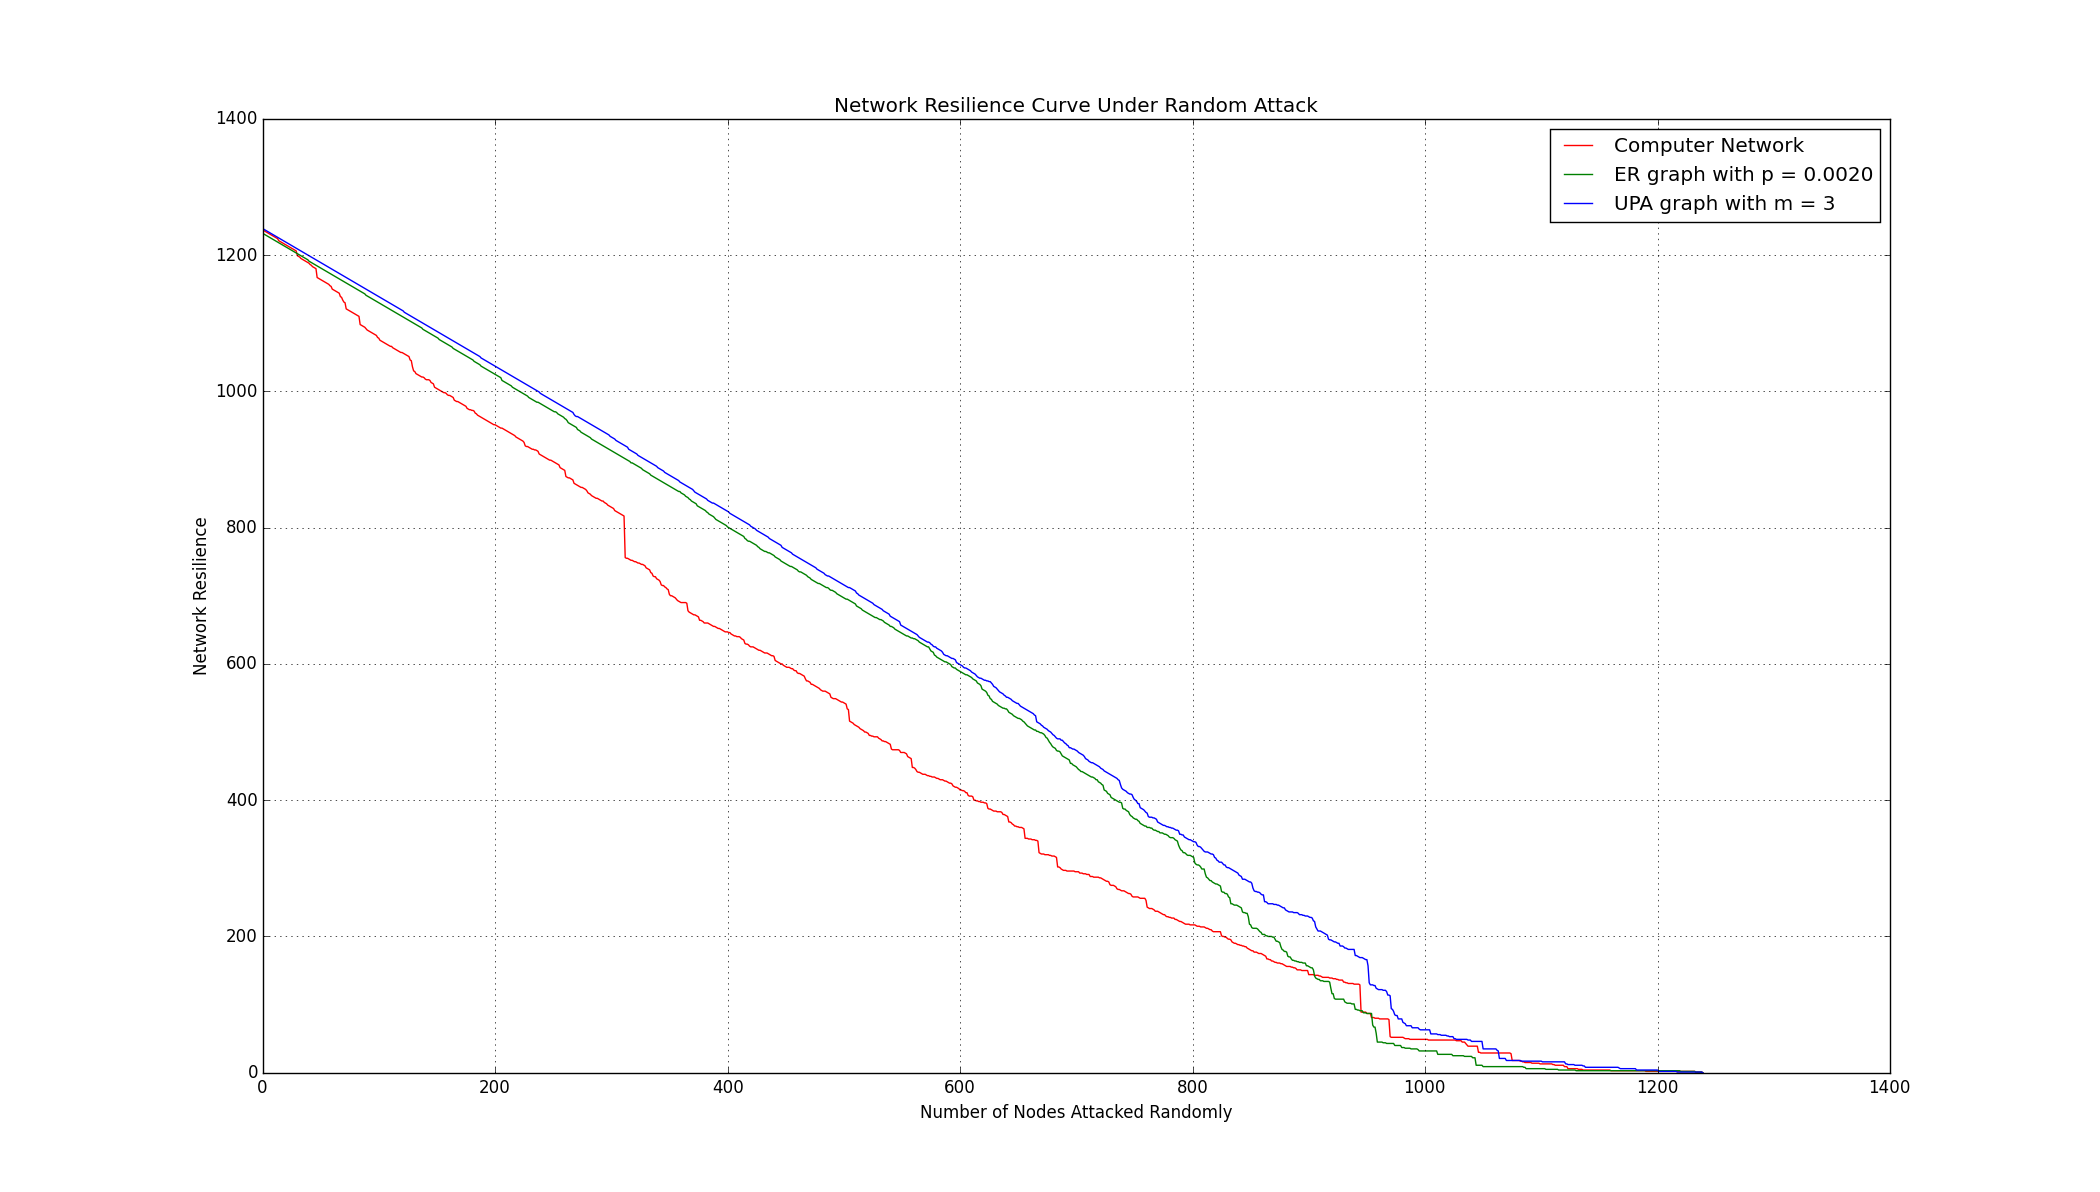 Network Resilience Curve Under Random Attack
1400
1200
1000
800
600
400
200
0
Network Resilience
Computer Network
ER graph with p = 0.0020
UPA graph with m = 3
0 200 400 600 800 1000 1200 1400
Number of Nodes Attacked Randomly